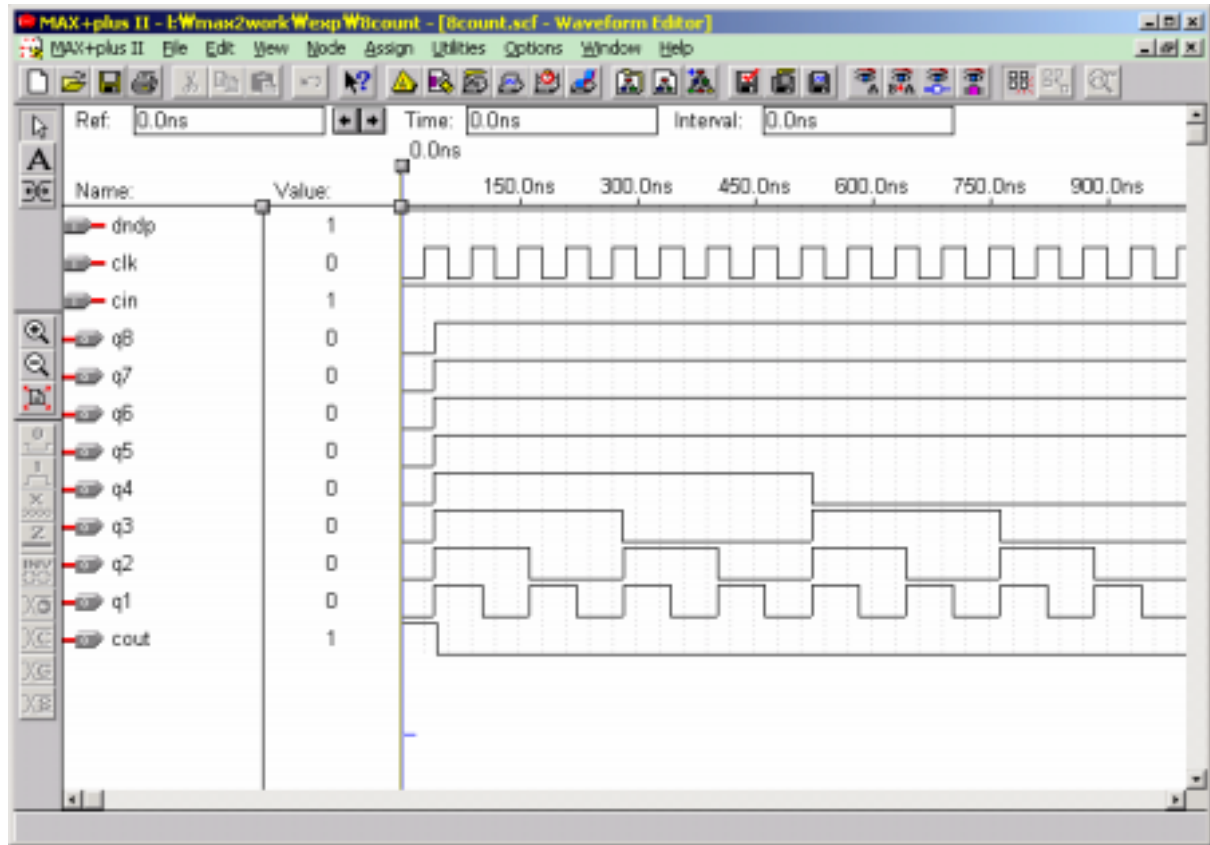 MAX+plus II - I:₩max2work₩exp₩8count - [8count.scf - Waveform Editor]
MAX+plus II File Edit View Node Assign Utilities Options Window Help
Ref: 0.0ns Time: 0.0ns Interval: 0.0ns
0.0ns
Name: Value: 150.0ns 300.0ns 450.0ns 600.0ns 750.0ns 900.0ns
dndp 1
clk 0
cin 1
q8 0
q7 0
q6 0
q5 0
q4 0
q3 0
q2 0
q1 0
cout 1
A
INV